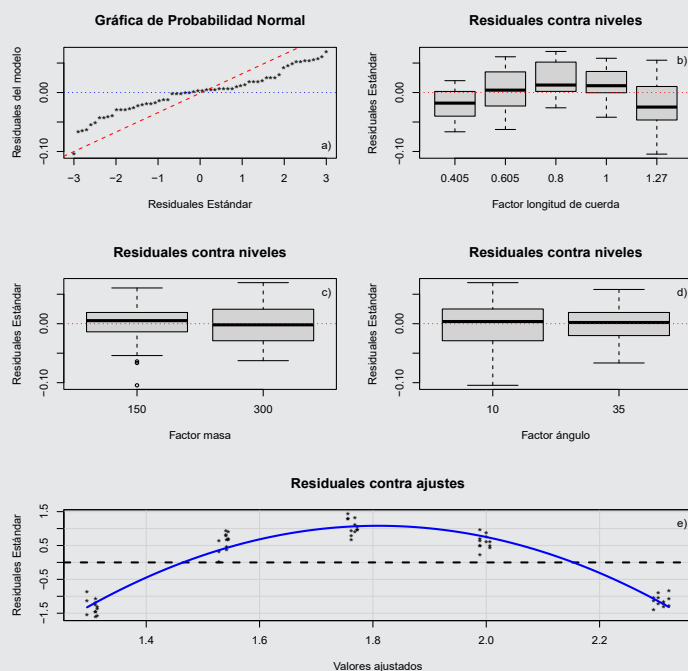 Gráfica de Probabilidad Normal
Residuales del modelo
0.00
−0.10
−3 −2 −1 0 1 2 3
a)
Residuales Estándar
Residuales contra niveles
Residuales Estándar
0.00
−0.10
0.405 0.605 0.8 1 1.27
b)
Factor longitud de cuerda
Residuales contra niveles
Residuales Estándar
0.00
−0.10
150 300
c)
Factor masa
Residuales contra niveles
Residuales Estándar
0.00
−0.10
10 35
d)
Factor ángulo
Residuales contra ajustes
Residuales Estándar
1.5
0.5
−0.5
−1.5
1.4 1.6 1.8 2.0 2.2
e)
Valores ajustados